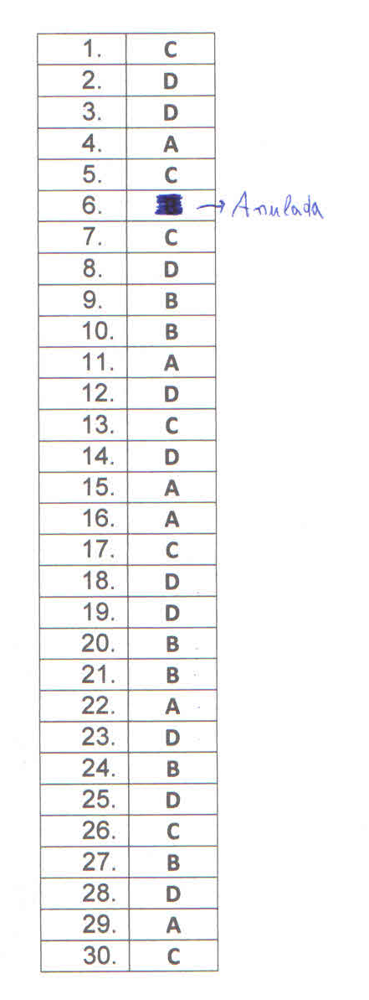 1. C
2. D
3. D
4. A
5. C
6. → Anulada
7. C
8. D
9. B
10. B
11. A
12. D
13. C
14. D
15. A
16. A
17. C
18. D
19. D
20. B
21. B
22. A
23. D
24. B
25. D
26. C
27. B
28. D
29. A
30. C